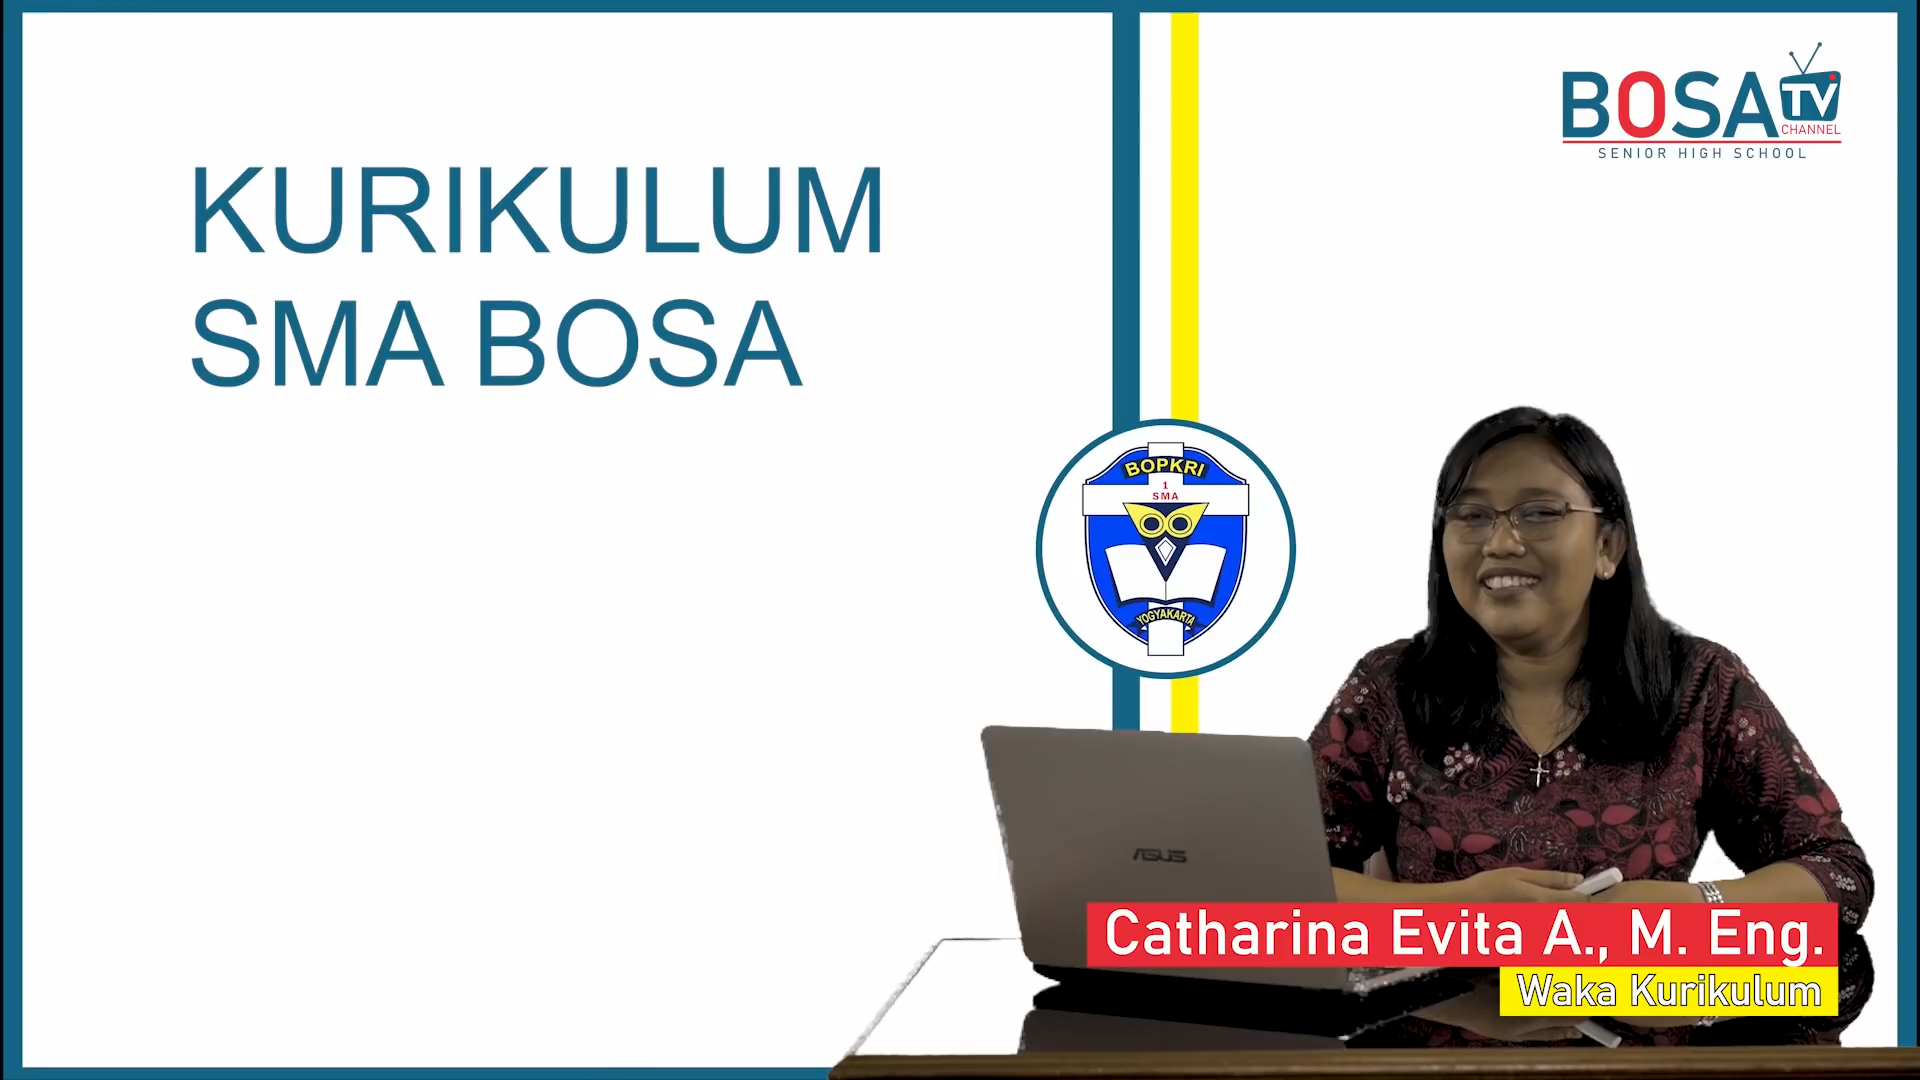 KURIKULUM
SMA BOSA
BOSA TV
CHANNEL
SENIOR HIGH SCHOOL
BOPKRI
1
SMA
YOGYAKARTA
ASUS
Catharina Evita A., M. Eng.
Waka Kurikulum